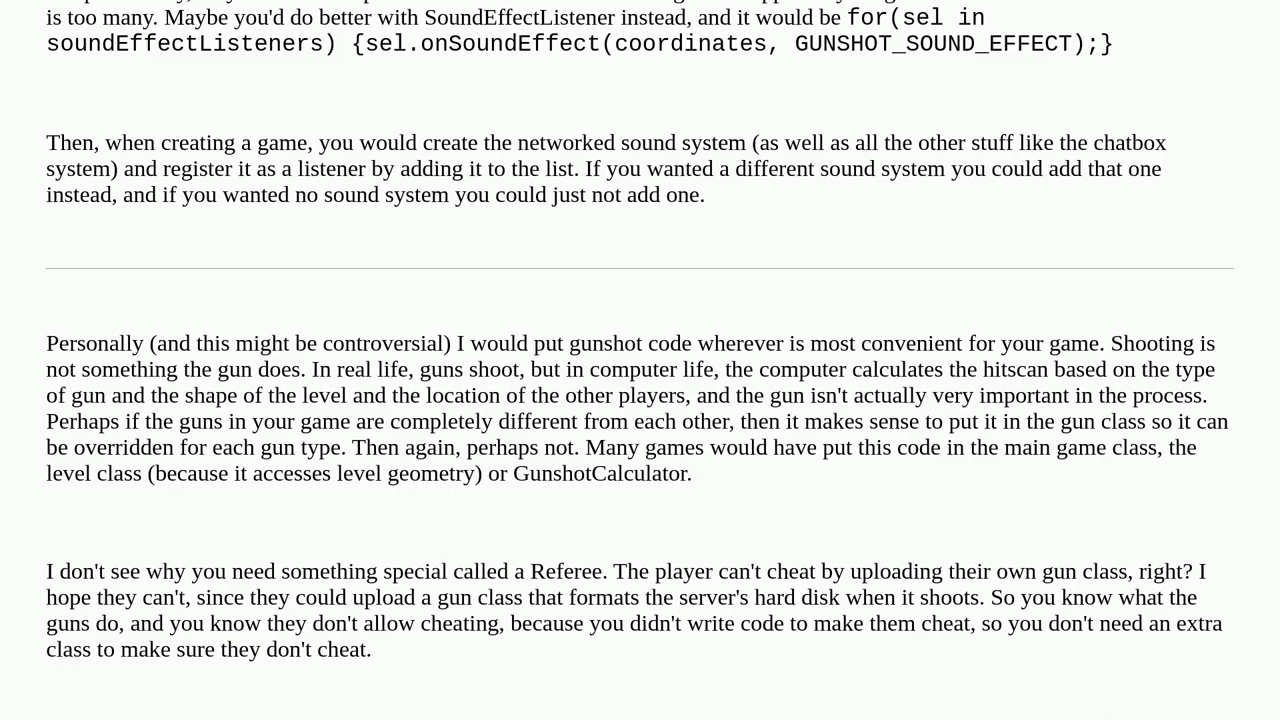 is too many. Maybe you'd do better with SoundEffectListener instead, and it would be for(sel in
soundEffectListeners) {sel.onSoundEffect(coordinates, GUNSHOT_SOUND_EFFECT);}
Then, when creating a game, you would create the networked sound system (as well as all the other stuff like the chatbox
system) and register it as a listener by adding it to the list. If you wanted a different sound system you could add that one
instead, and if you wanted no sound system you could just not add one.
Personally (and this might be controversial) I would put gunshot code wherever is most convenient for your game. Shooting is
not something the gun does. In real life, guns shoot, but in computer life, the computer calculates the hitscan based on the type
of gun and the shape of the level and the location of the other players, and the gun isn't actually very important in the process.
Perhaps if the guns in your game are completely different from each other, then it makes sense to put it in the gun class so it can
be overridden for each gun type. Then again, perhaps not. Many games would have put this code in the main game class, the
level class (because it accesses level geometry) or GunshotCalculator.
I don't see why you need something special called a Referee. The player can't cheat by uploading their own gun class, right? I
hope they can't, since they could upload a gun class that formats the server's hard disk when it shoots. So you know what the
guns do, and you know they don't allow cheating, because you didn't write code to make them cheat, so you don't need an extra
class to make sure they don't cheat.